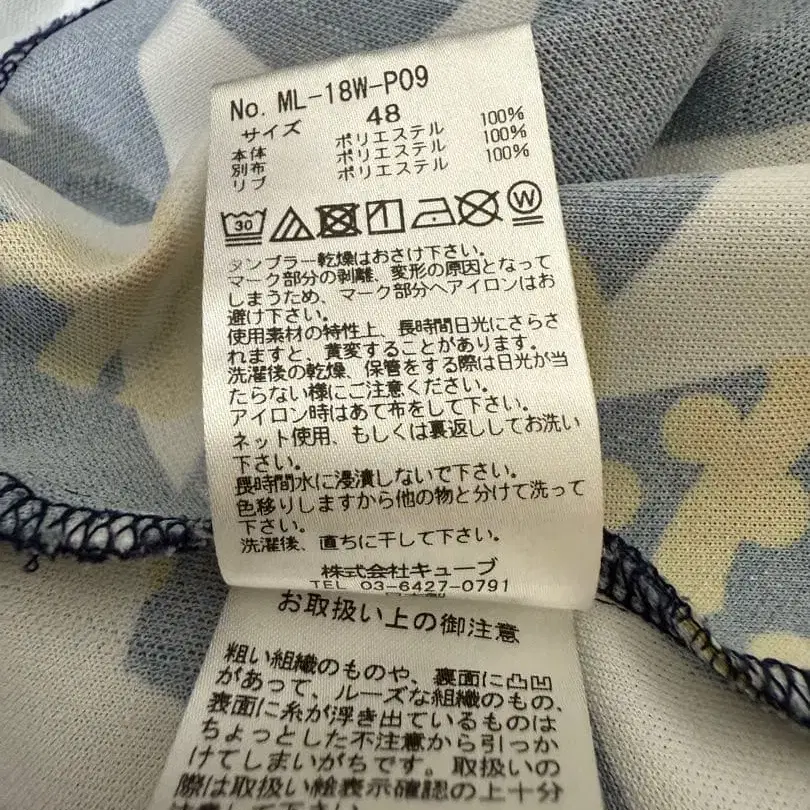 No. ML-18W-P09
サイズ 48
本体 ポリエステル 100%
別布 ポリエステル 100%
リブ ポリエステル 100%
30 W
タンブラー乾燥はおさけ下さい。
マーク部分の剥離、変形の原因となって
しまうため、マーク部分へアイロンはお
避け下さい。
使用素材の特性上、長時間日光にさらさ
れますと、黄変することがあります。
洗濯後の乾燥、保管をする際は日光が当
たらない様にご注意ください。
アイロン時はあて布をして下さい。
ネット使用、もしくは裏返ししてお洗い
下さい。
長時間水に浸漬しないで下さい。
色移りしますから他の物と分けて洗って
下さい。
洗濯後、直ちに干して下さい。
株式会社キューブ
TEL 03-6427-0791
お取扱い上の御注意
粗い組織のものや、裏面に凸凹
があって、ルーズな組織のもの、
表面に糸が浮き出ているものは
ちょっとした不注意から引っか
けてしまいがちです。取扱いの
際は取扱い絵表示確認の上十分